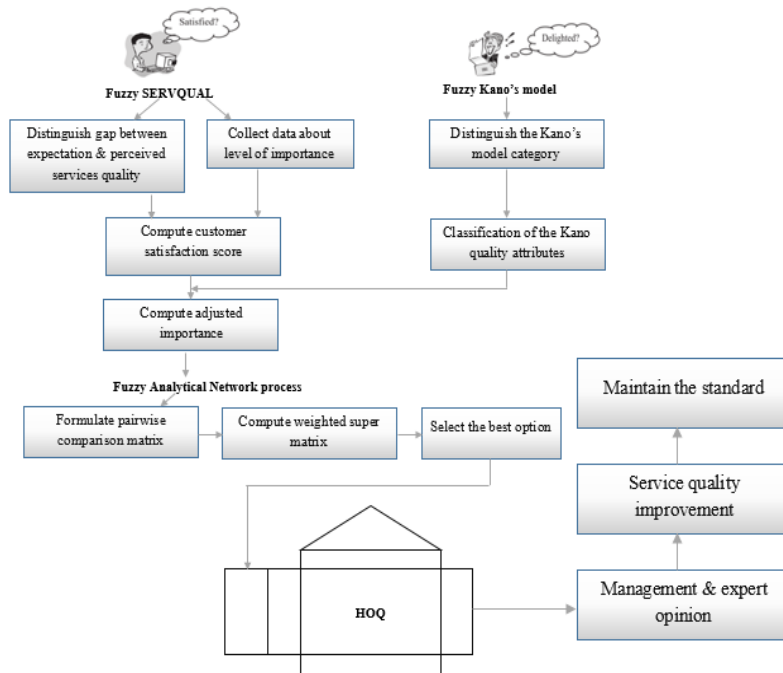 Satisfied?
Delighted?
Fuzzy SERVQUAL
Fuzzy Kano's model
Distinguish gap between
expectation & perceived
services quality
Collect data about
level of importance
Distinguish the Kano's
model category
Compute customer
satisfaction score
Classification of the Kano
quality attributes
Compute adjusted
importance
Fuzzy Analytical Network process
Formulate pairwise
comparison matrix
Compute weighted super
matrix
Select the best option
Maintain the standard
Service quality
improvement
Management & expert
opinion
HOQ